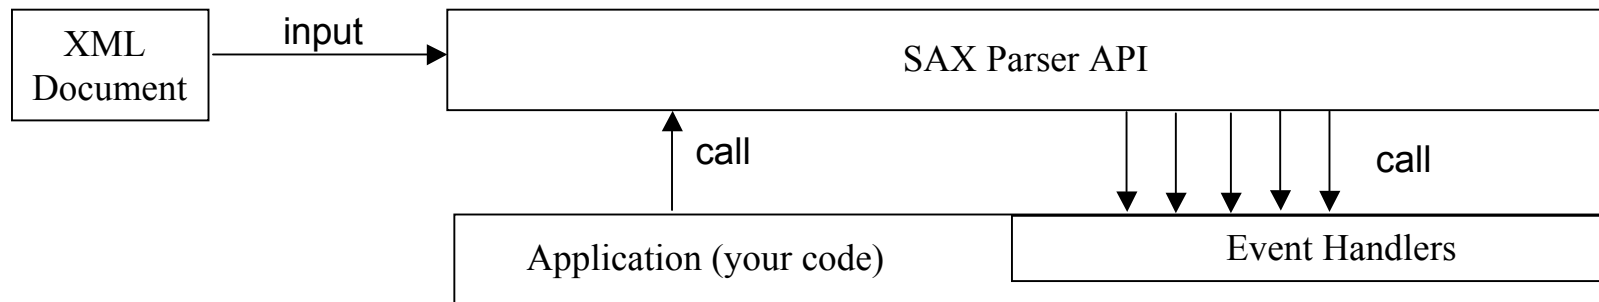 XML
Document
input
SAX Parser API
call
call
Application (your code)
Event Handlers